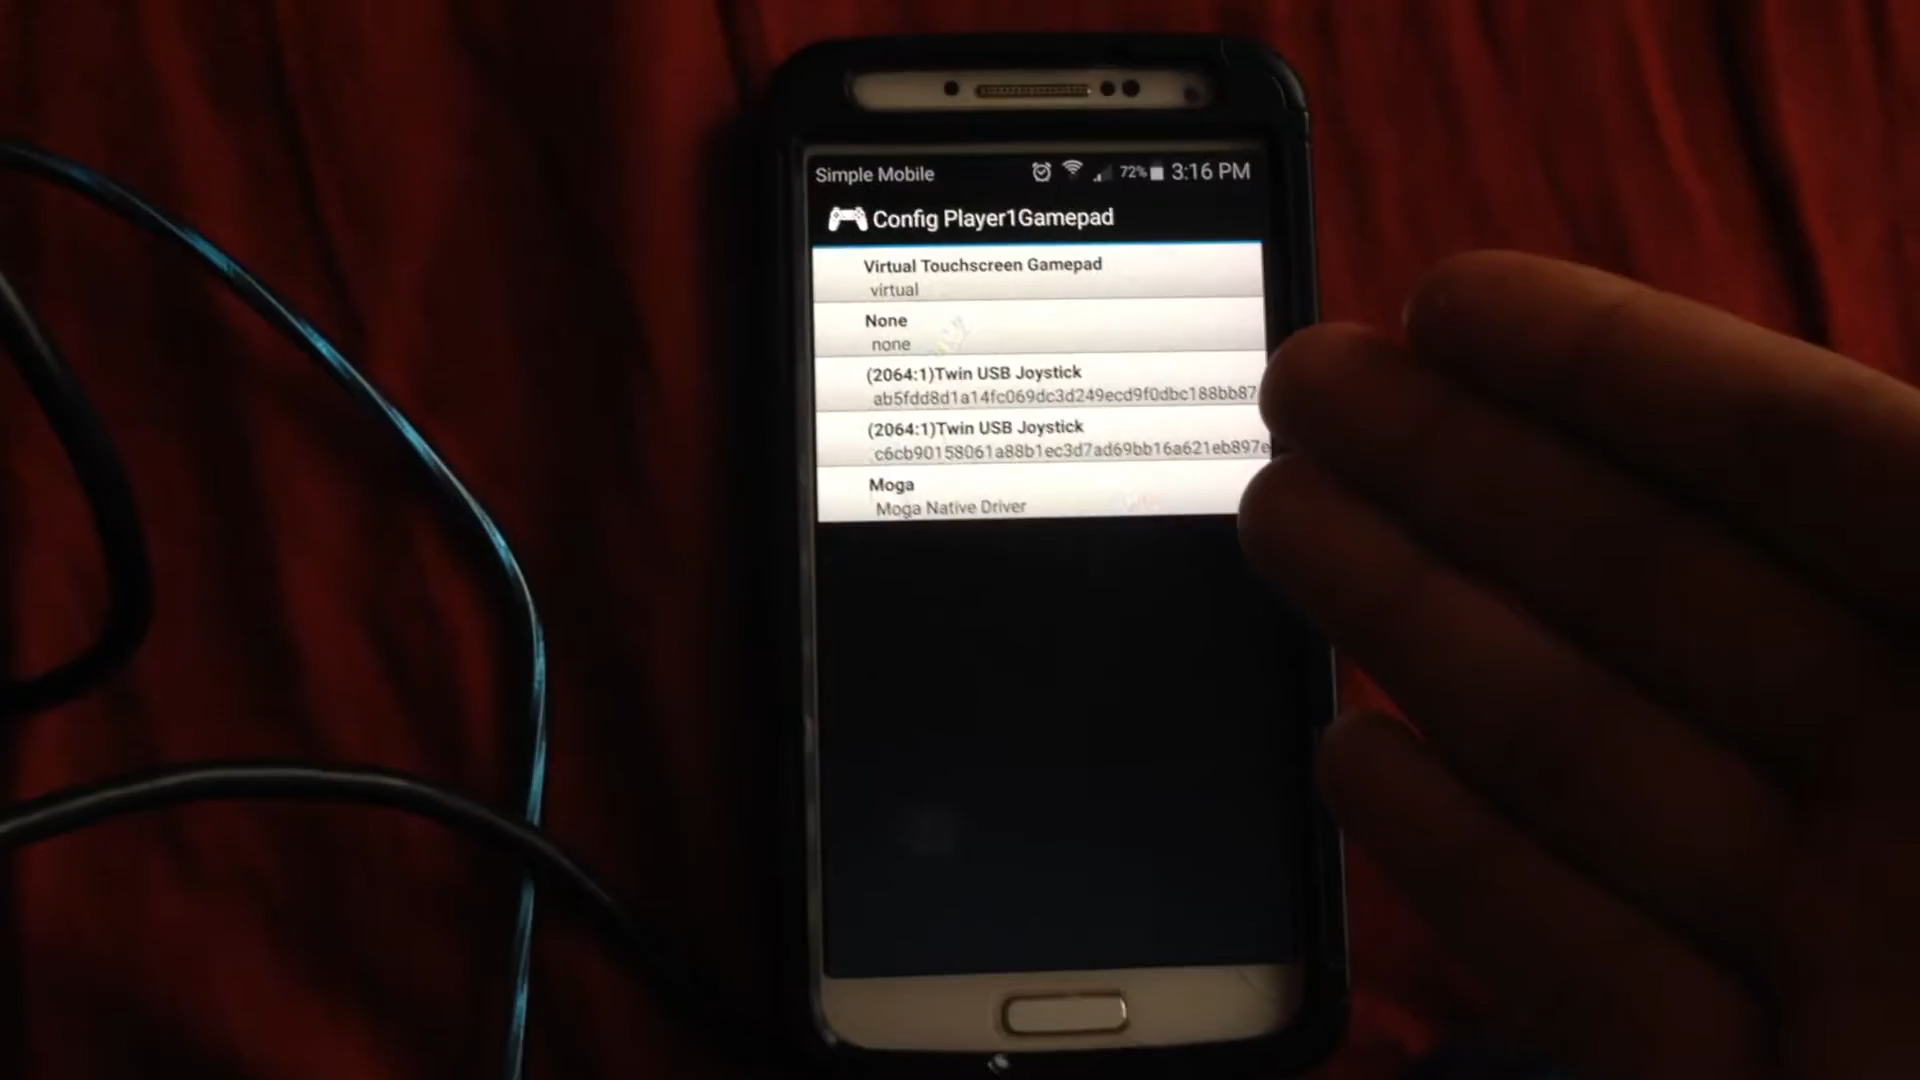 Simple Mobile 72% 3:16 PM
Config Player1Gamepad
Virtual Touchscreen Gamepad
virtual
None
none
(2064:1)Twin USB Joystick
ab5fdd8d1a14fc069dc3d249ecd9f0dbc188bb87
(2064:1)Twin USB Joystick
c6cb90158061a88b1ec3d7ad69bb16a621eb897e
Moga
Moga Native Driver